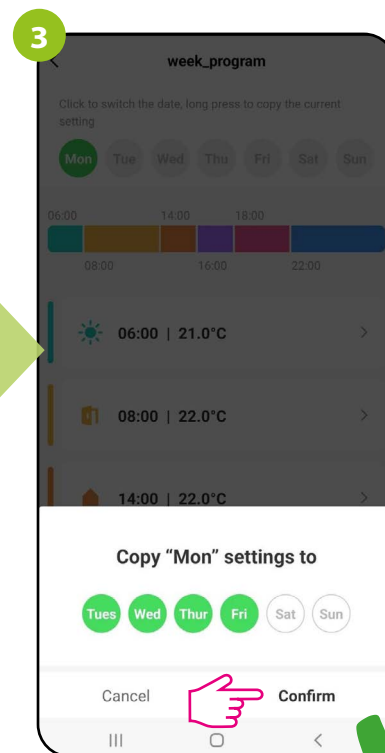 3
week_program
Click to switch the date, long press to copy the current
setting
Mon Tue Wed Thu Fri Sat Sun
06:00 14:00 18:00
08:00 16:00 22:00
06:00 | 21.0°C
08:00 | 22.0°C
14:00 | 22.0°C
Copy “Mon” settings to
Tues Wed Thur Fri Sat Sun
Cancel Confirm